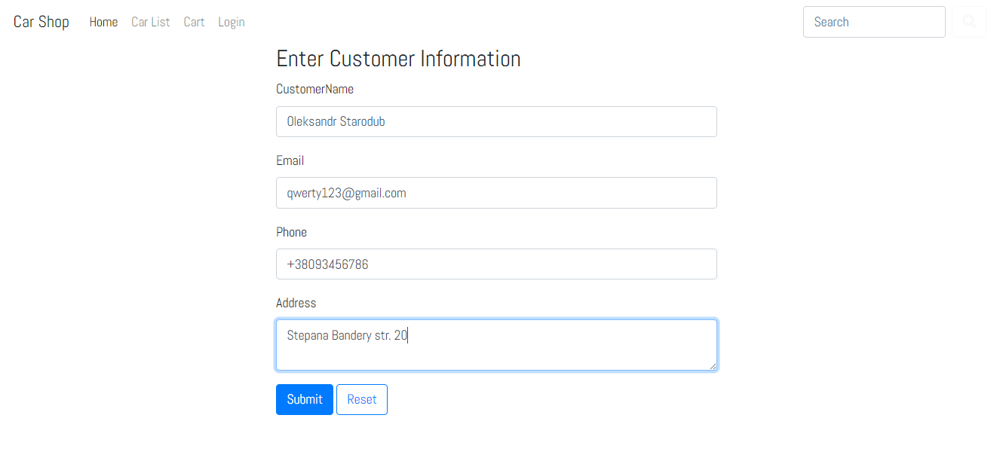 Car Shop Home Car List Cart Login Search
Enter Customer Information
CustomerName
Oleksandr Starodub
Email
qwerty123@gmail.com
Phone
+38093456786
Address
Stepana Bandery str. 20
Submit Reset